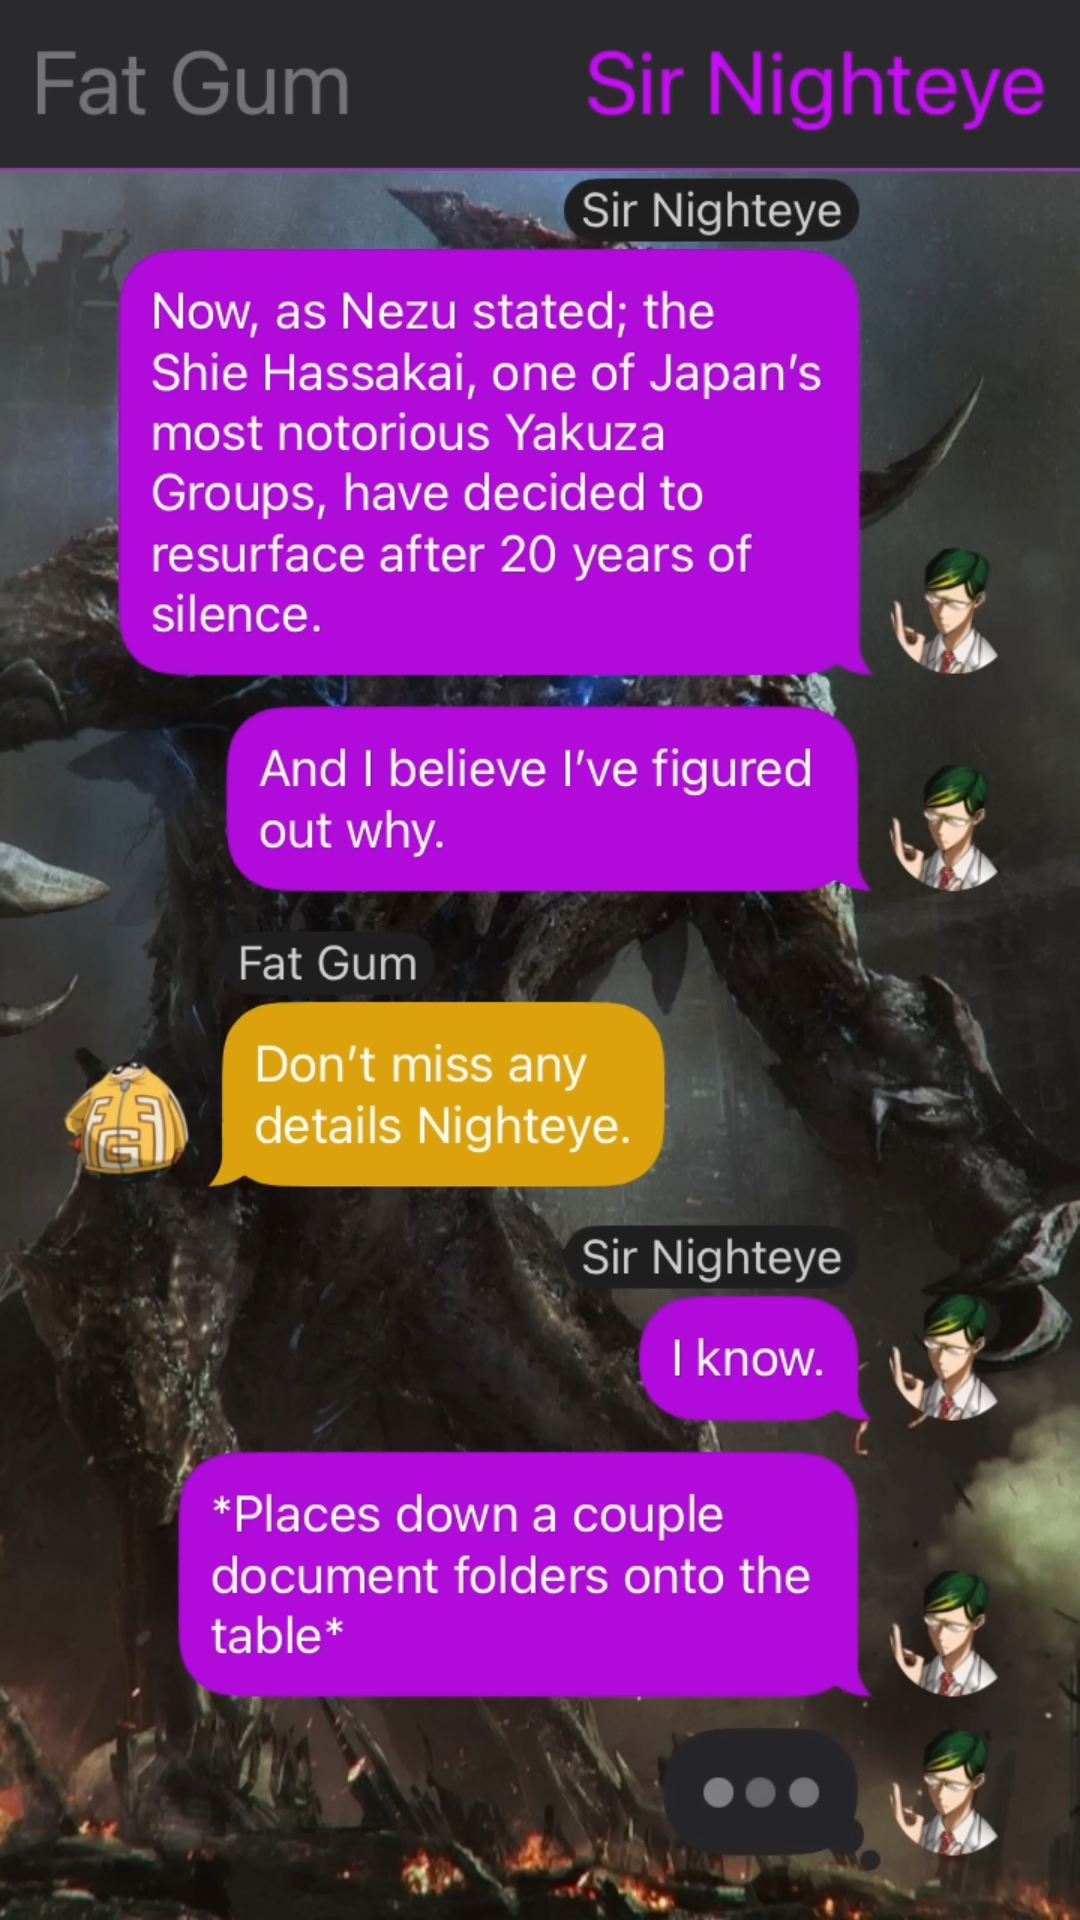 Fat Gum Sir Nighteye
Sir Nighteye
Now, as Nezu stated; the
Shie Hassakai, one of Japan’s
most notorious Yakuza
Groups, have decided to
resurface after 20 years of
silence.
And I believe I’ve figured
out why.
Fat Gum
Don’t miss any
details Nighteye.
Sir Nighteye
I know.
*Places down a couple
document folders onto the
table*